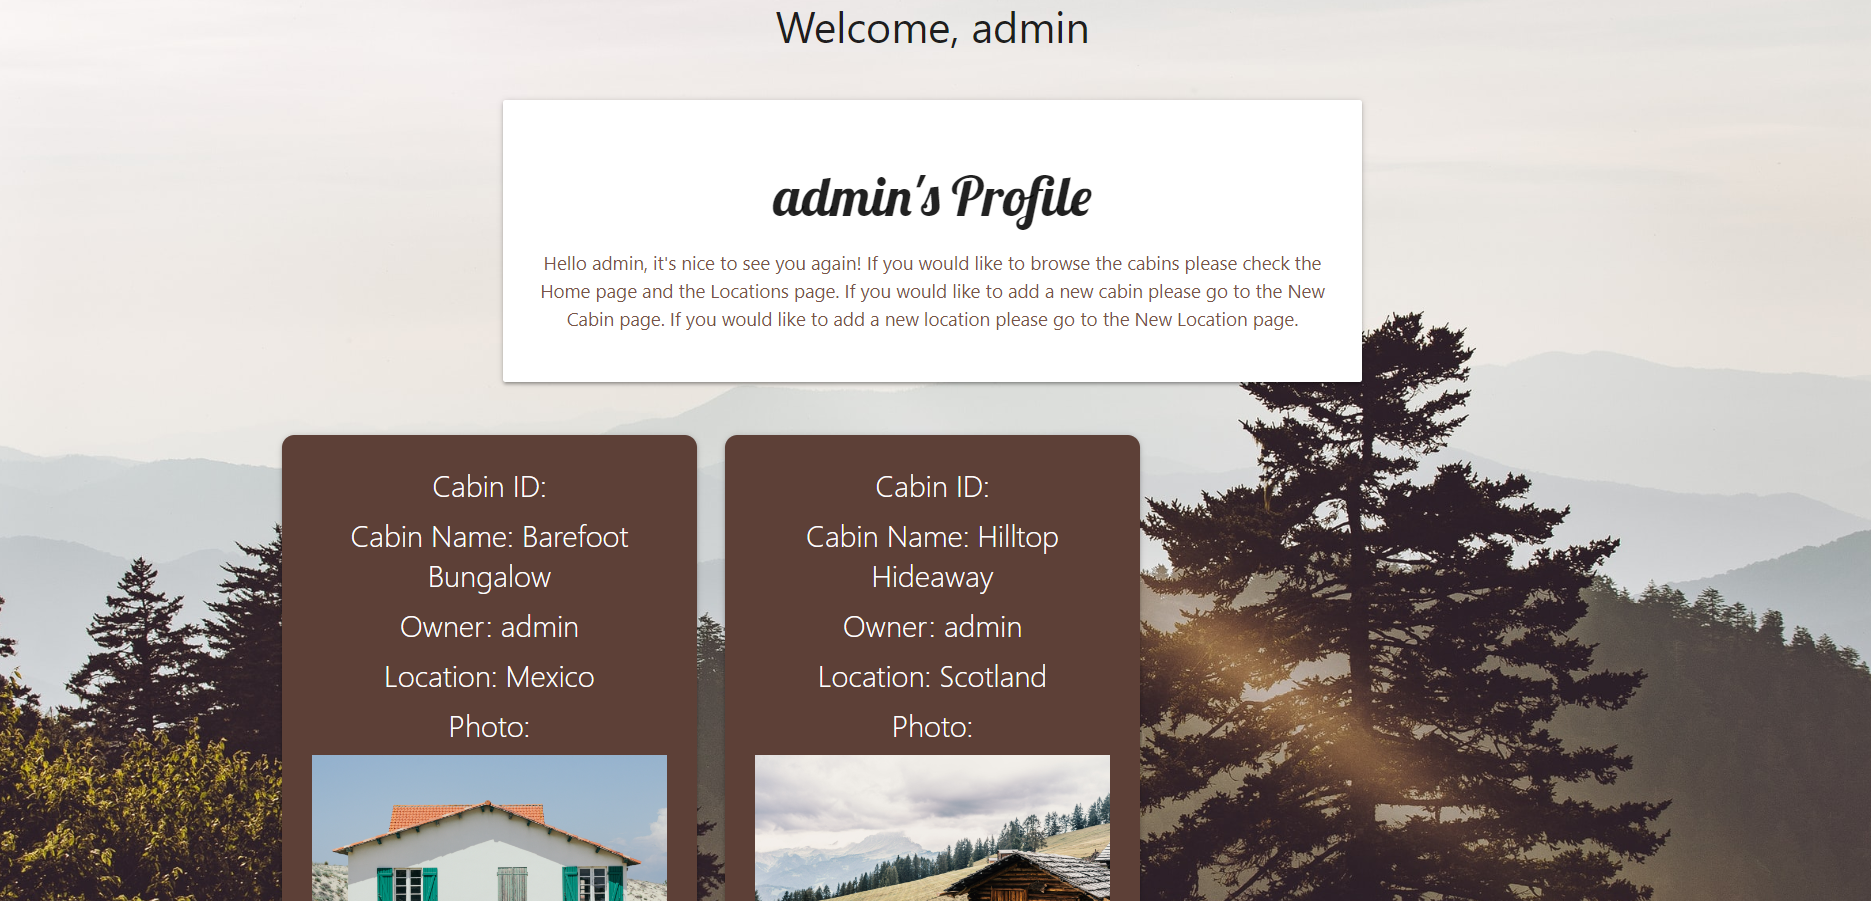 Welcome, admin
admin's Profile
Hello admin, it's nice to see you again! If you would like to browse the cabins please check the
Home page and the Locations page. If you would like to add a new cabin please go to the New
Cabin page. If you would like to add a new location please go to the New Location page.
Cabin ID:
Cabin Name: Barefoot
Bungalow
Owner: admin
Location: Mexico
Photo:
Cabin ID:
Cabin Name: Hilltop
Hideaway
Owner: admin
Location: Scotland
Photo: